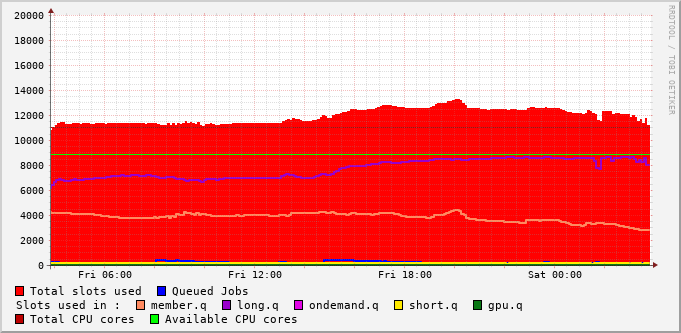 20000
18000
16000
14000
12000
10000
8000
6000
4000
2000
0
Fri 06:00 Fri 12:00 Fri 18:00 Sat 00:00
Total slots used Queued Jobs
Slots used in : member.q long.q ondemand.q short.q gpu.q
Total CPU cores Available CPU cores
RRDTOOL / TOBI OETIKER